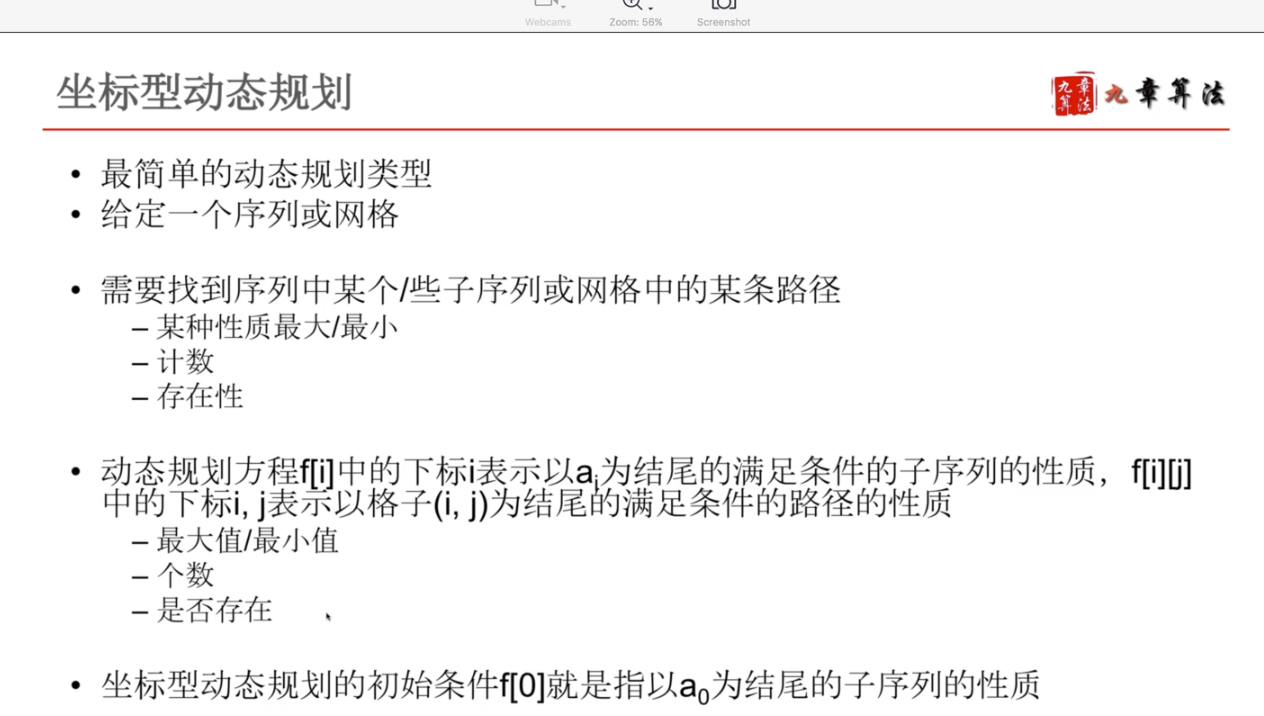 Webcams
Zoom: 56%
Screenshot
坐标型动态规划
九章算法
九章算法
• 最简单的动态规划类型
• 给定一个序列或网格
• 需要找到序列中某个/些子序列或网格中的某条路径
– 某种性质最大/最小
– 计数
– 存在性
• 动态规划方程f[i]中的下标i表示以aᵢ为结尾的满足条件的子序列的性质，f[i][j]
中的下标i, j表示以格子(i, j)为结尾的满足条件的路径的性质
– 最大值/最小值
– 个数
– 是否存在
• 坐标型动态规划的初始条件f[0]就是指以a₀为结尾的子序列的性质